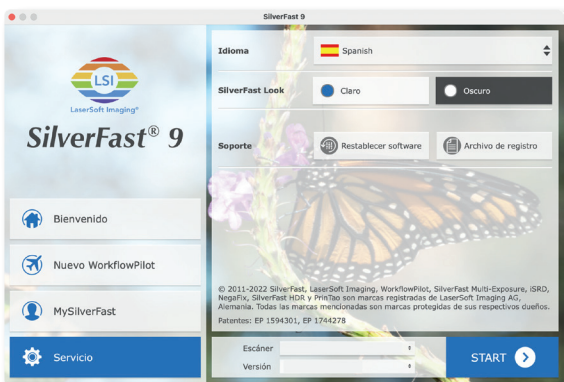 SilverFast 9
LSI
LaserSoft Imaging®
SilverFast® 9
Bienvenido
Nuevo WorkflowPilot
MySilverFast
Servicio
Idioma
Spanish
SilverFast Look
Claro
Oscuro
Soporte
Restablecer software
Archivo de registro
© 2011-2022 SilverFast, LaserSoft Imaging, WorkflowPilot, SilverFast Multi-Exposure, iSRD,
NegaFix, SilverFast HDR y PrinTao son marcas registradas de LaserSoft Imaging AG,
Alemania. Todas las marcas mencionadas son marcas protegidas de sus respectivos dueños.
Patentes: EP 1594301, EP 1744278
Escáner
Versión
START